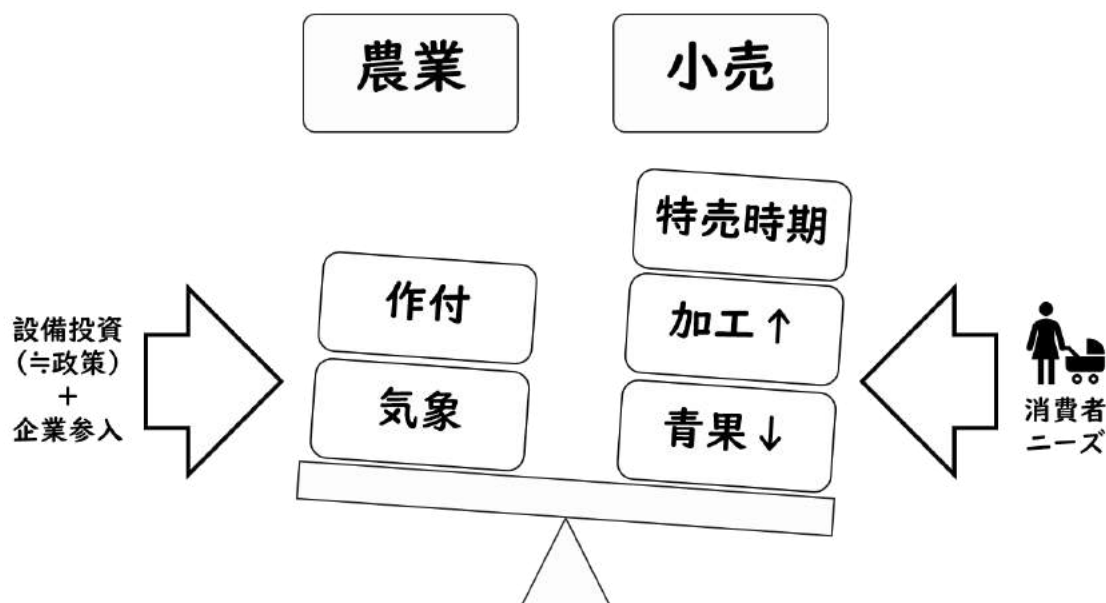 農業
小売
特売時期
作付
加工↑
気象
青果↓
設備投資
(≒政策)
+
企業参入
消費者
ニーズ